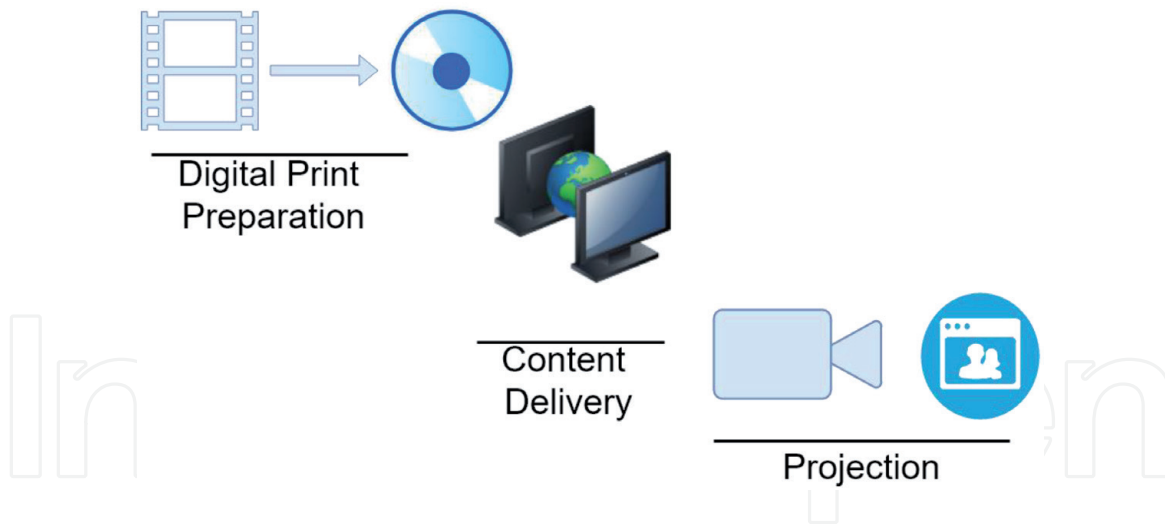 Digital Print
Preparation
Content
Delivery
Projection